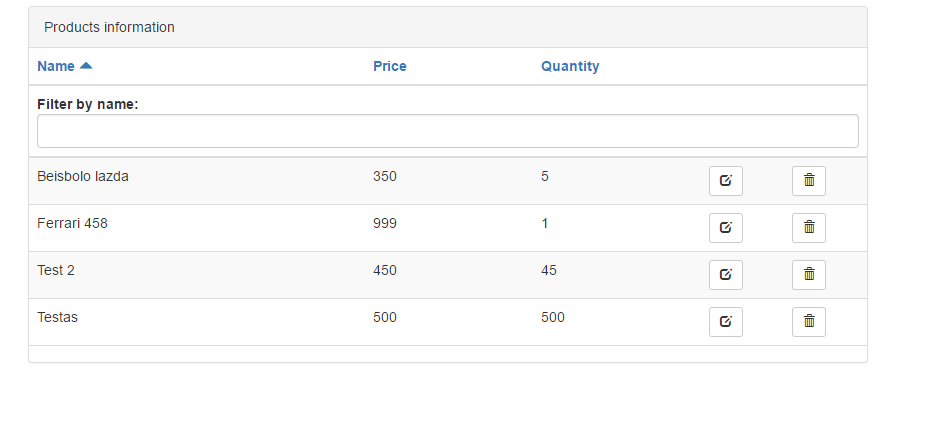 Products information
Name Price Quantity
Filter by name:
Beisbolo lazda 350 5
Ferrari 458 999 1
Test 2 450 45
Testas 500 500